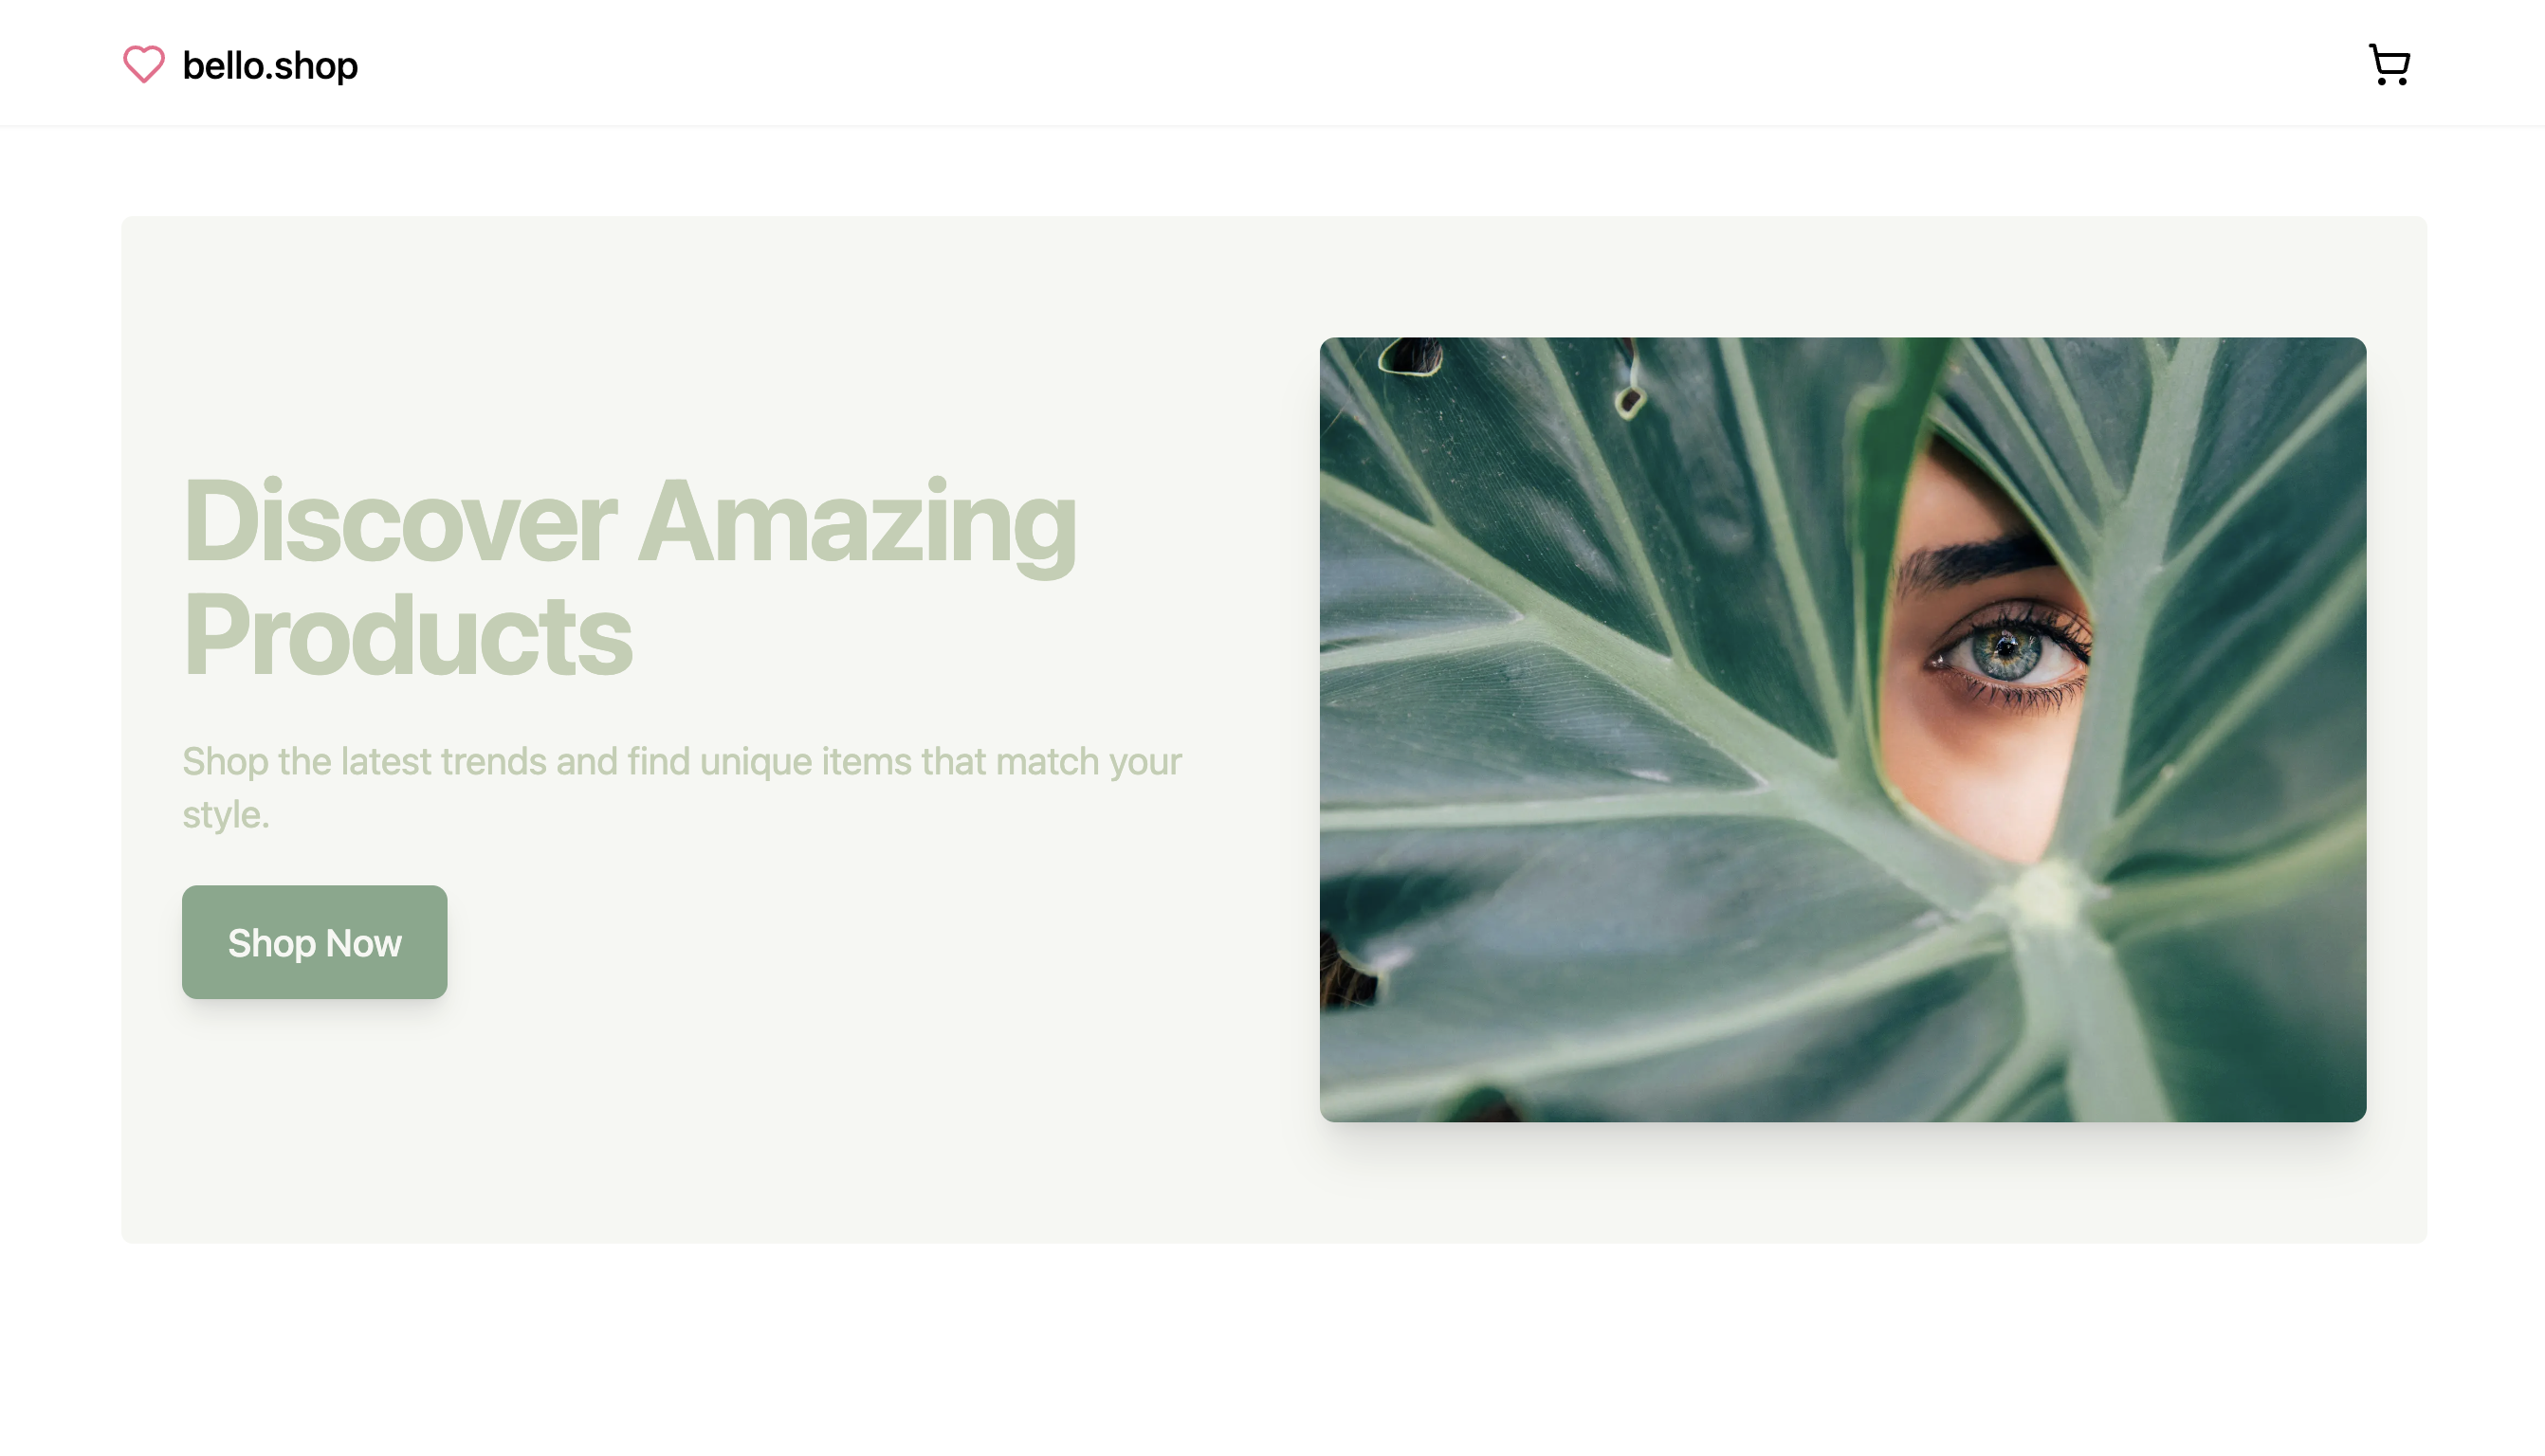 bello.shop
Discover Amazing
Products
Shop the latest trends and find unique items that match your
style.
Shop Now